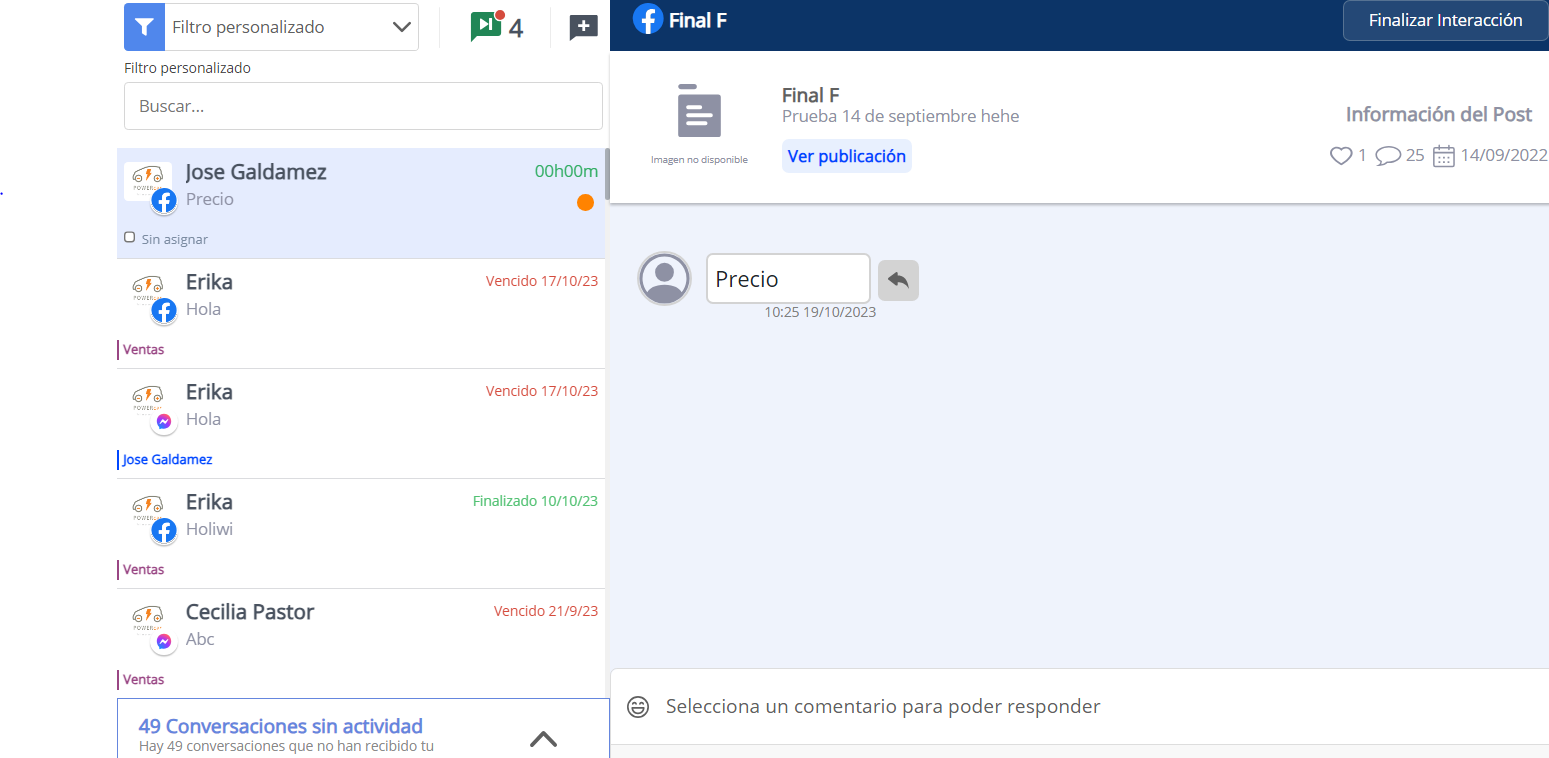 Filtro personalizado
4
Filtro personalizado
Buscar...
Jose Galdamez
00h00m
Precio
Sin asignar
Erika
Vencido 17/10/23
Hola
Ventas
Erika
Vencido 17/10/23
Hola
Jose Galdamez
Erika
Finalizado 10/10/23
Holiwi
Ventas
Cecilia Pastor
Vencido 21/9/23
Abc
Ventas
49 Conversaciones sin actividad
Hay 49 conversaciones que no han recibido tu
Final F
Finalizar Interacción
Imagen no disponible
Final F
Prueba 14 de septiembre hehe
Ver publicación
Información del Post
1 25 14/09/2022
Precio
10:25 19/10/2023
Selecciona un comentario para poder responder